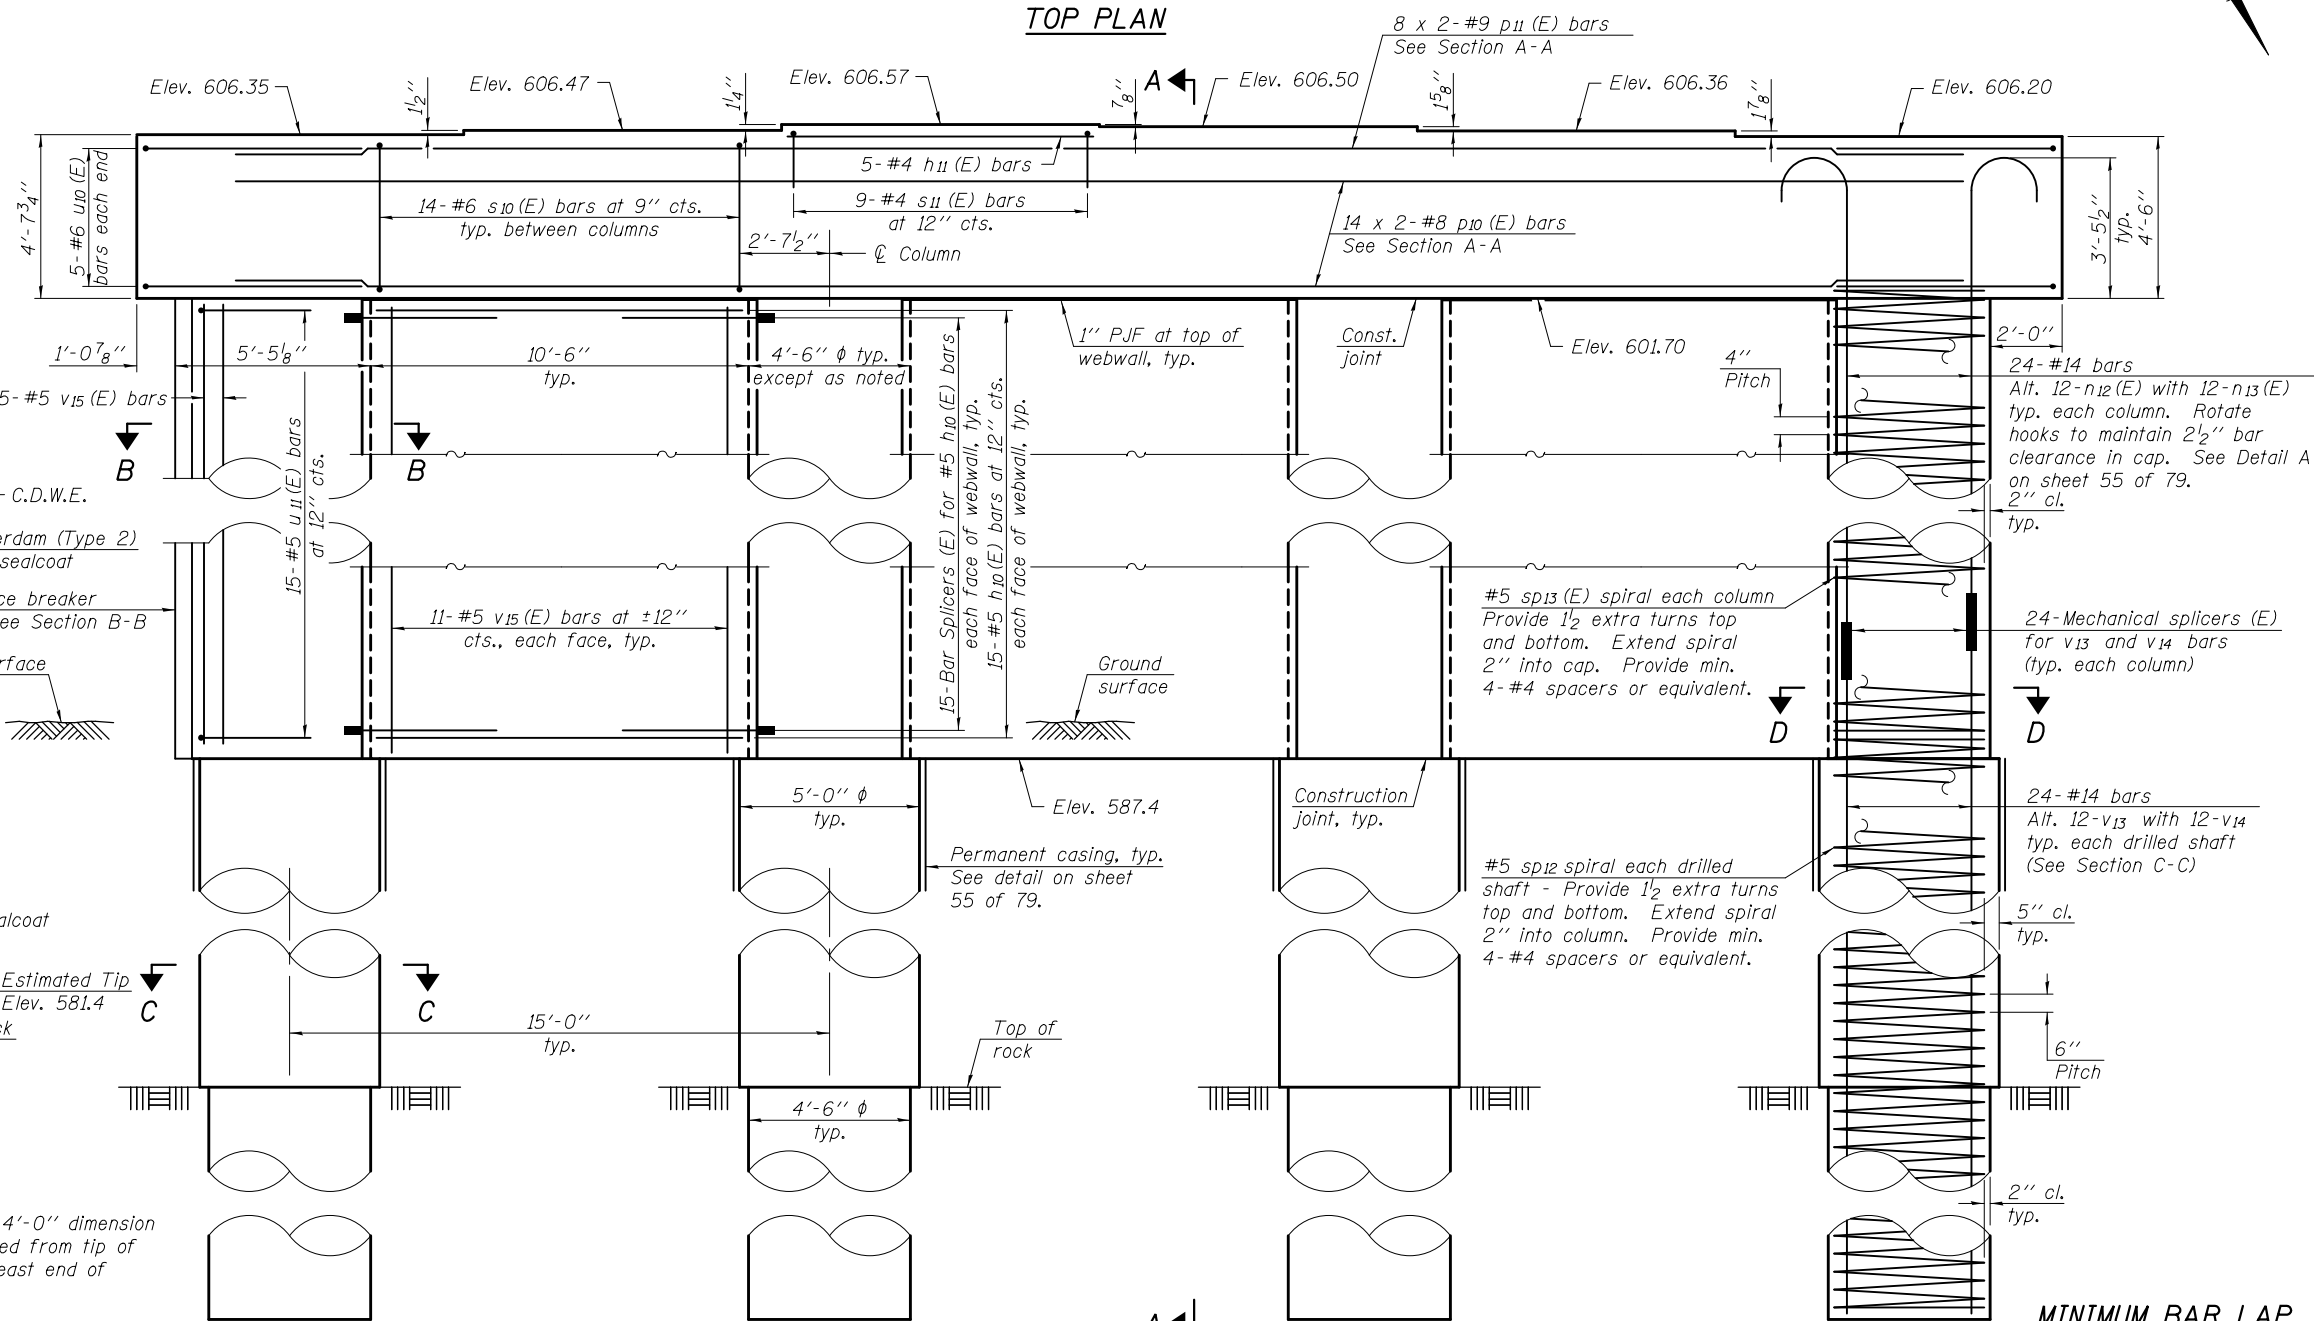 TOP PLAN
8 x 2-#9 p11 (E) bars
See Section A-A
Elev. 606.35
1½''
Elev. 606.47
1¼''
Elev. 606.57
⅞''
A
Elev. 606.50
1⅝''
Elev. 606.36
1⅞''
Elev. 606.20
4'-7¾''
5-#6 u10 (E)
bars each end
5-#4 h11 (E) bars
14-#6 s10 (E) bars at 9'' cts.
typ. between columns
9-#4 s11 (E) bars
at 12'' cts.
2'-7½''
℄ Column
14 x 2-#8 p10 (E) bars
See Section A-A
3'-5½''
typ.
4'-6''
1'-0⅞''
5'-5⅛''
10'-6''
typ.
4'-6'' ϕ typ.
except as noted
1'' PJF at top of
webwall, typ.
Const.
joint
Elev. 601.70
4''
Pitch
2'-0''
24-#14 bars
Alt. 12-n12 (E) with 12-n13 (E)
typ. each column. Rotate
hooks to maintain 2½'' bar
clearance in cap. See Detail A
on sheet 55 of 79.
5-#5 v15 (E) bars
B
B
15-#5 u11 (E) bars
at 12'' cts.
15-Bar Splicers (E) for #5 h10 (E) bars
each face of webwall, typ.
15-#5 h10 (E) bars at 12'' cts.
each face of webwall, typ.
2'' cl.
typ.
- C.D.W.E.
erdam (Type 2)
sealcoat
ce breaker
ee Section B-B
rface
11-#5 v15 (E) bars at ±12''
cts., each face, typ.
Ground
surface
#5 sp13 (E) spiral each column
Provide 1½ extra turns top
and bottom. Extend spiral
2'' into cap. Provide min.
4-#4 spacers or equivalent.
24-Mechanical splicers (E)
for v13 and v14 bars
(typ. each column)
D
D
5'-0'' ϕ
typ.
Elev. 587.4
Construction
joint, typ.
24-#14 bars
Alt. 12-v13 with 12-v14
typ. each drilled shaft
(See Section C-C)
Permanent casing, typ.
See detail on sheet
55 of 79.
#5 sp12 spiral each drilled
shaft - Provide 1½ extra turns
top and bottom. Extend spiral
2'' into column. Provide min.
4-#4 spacers or equivalent.
5'' cl.
typ.
alcoat
Estimated Tip
Elev. 581.4
ck
C
C
15'-0''
typ.
Top of
rock
6''
Pitch
4'-6'' ϕ
typ.
2'' cl.
typ.
4'-0'' dimension
ed from tip of
east end of
A
MINIMUM BAR LAP